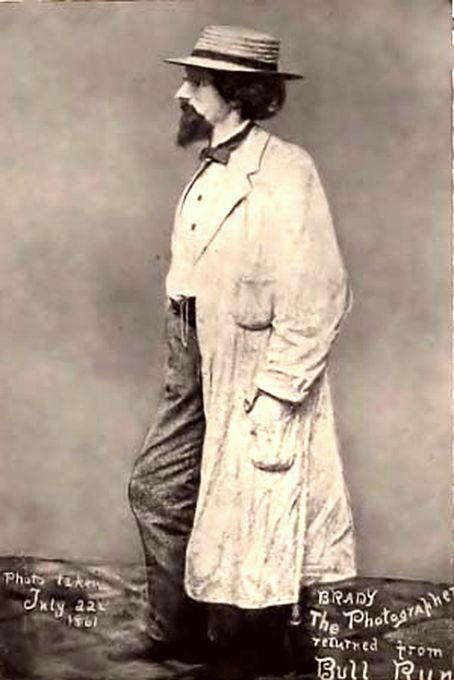 Photo taken
July 22d
1861
BRADY
The Photographer
returned from
Bull Run